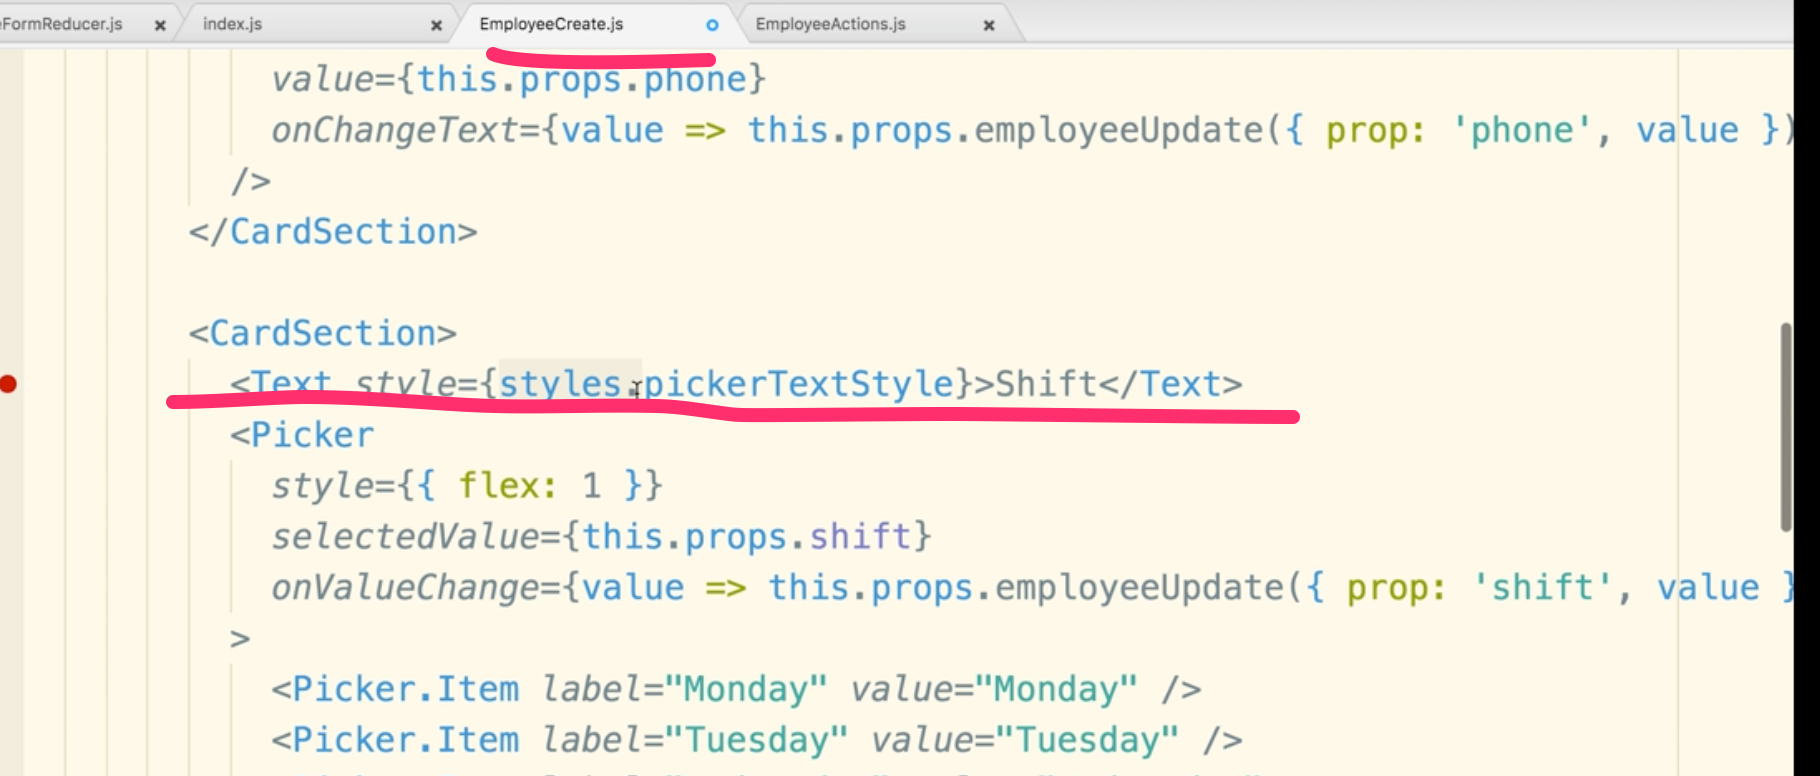 eFormReducer.js × index.js × EmployeeCreate.js EmployeeActions.js ×
value={this.props.phone}
onChangeText={value => this.props.employeeUpdate({ prop: 'phone', value })
/>
</CardSection>
<CardSection>
<Text style={styles.pickerTextStyle}>Shift</Text>
<Picker
style={{ flex: 1 }}
selectedValue={this.props.shift}
onValueChange={value => this.props.employeeUpdate({ prop: 'shift', value }
>
<Picker.Item label="Monday" value="Monday" />
<Picker.Item label="Tuesday" value="Tuesday" />